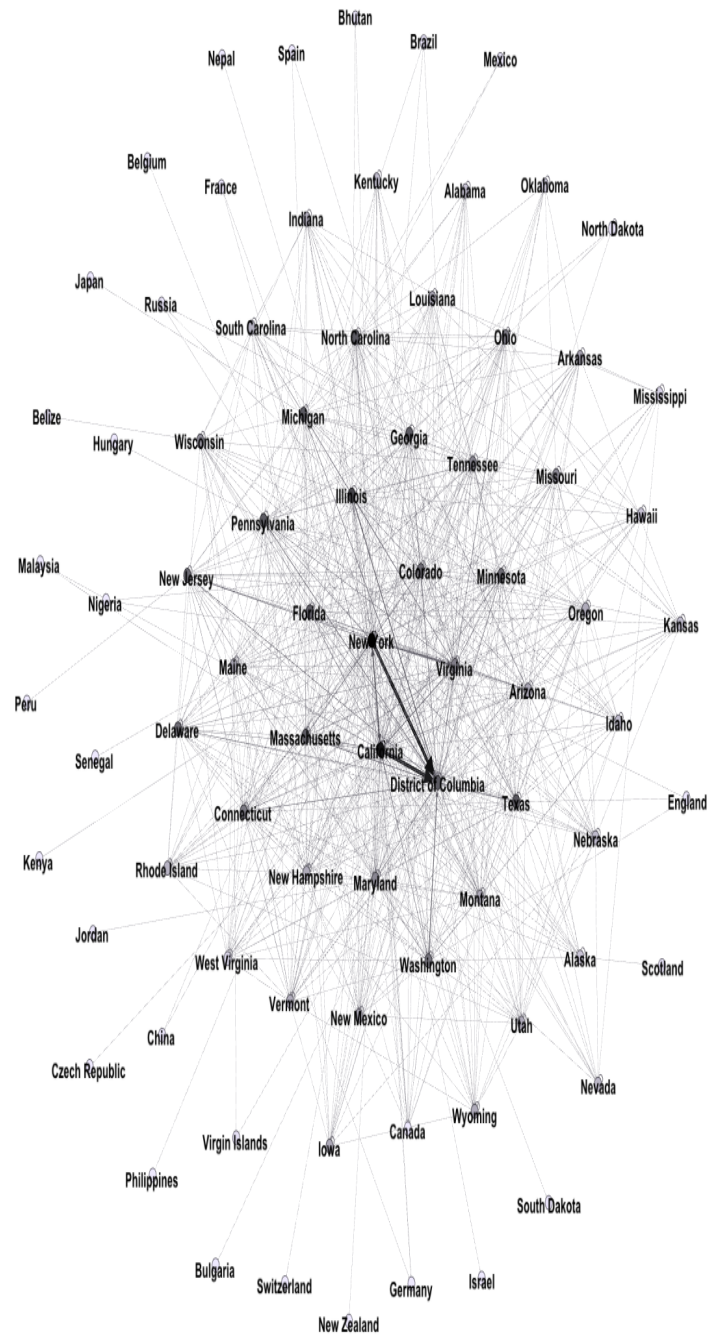 Bhutan
Brazil
Nepal
Spain
Mexico
Belgium
France
Kentucky
Alabama
Oklahoma
Indiana
North Dakota
Japan
Russia
Louisiana
South Carolina
North Carolina
Ohio
Arkansas
Mississippi
Belize
Hungary
Wisconsin
Michigan
Georgia
Tennessee
Missouri
Illinois
Pennsylvania
Hawaii
Malaysia
New Jersey
Colorado
Minnesota
Nigeria
Florida
Oregon
Kansas
New York
Maine
Virginia
Arizona
Peru
Idaho
Delaware
Massachusetts
California
Senegal
District of Columbia
Connecticut
Texas
England
Nebraska
Kenya
Rhode Island
New Hampshire
Maryland
Montana
Jordan
West Virginia
Washington
Alaska
Scotland
Vermont
New Mexico
Utah
China
Czech Republic
Nevada
Virgin Islands
Iowa
Canada
Wyoming
Philippines
South Dakota
Bulgaria
Switzerland
Germany
Israel
New Zealand